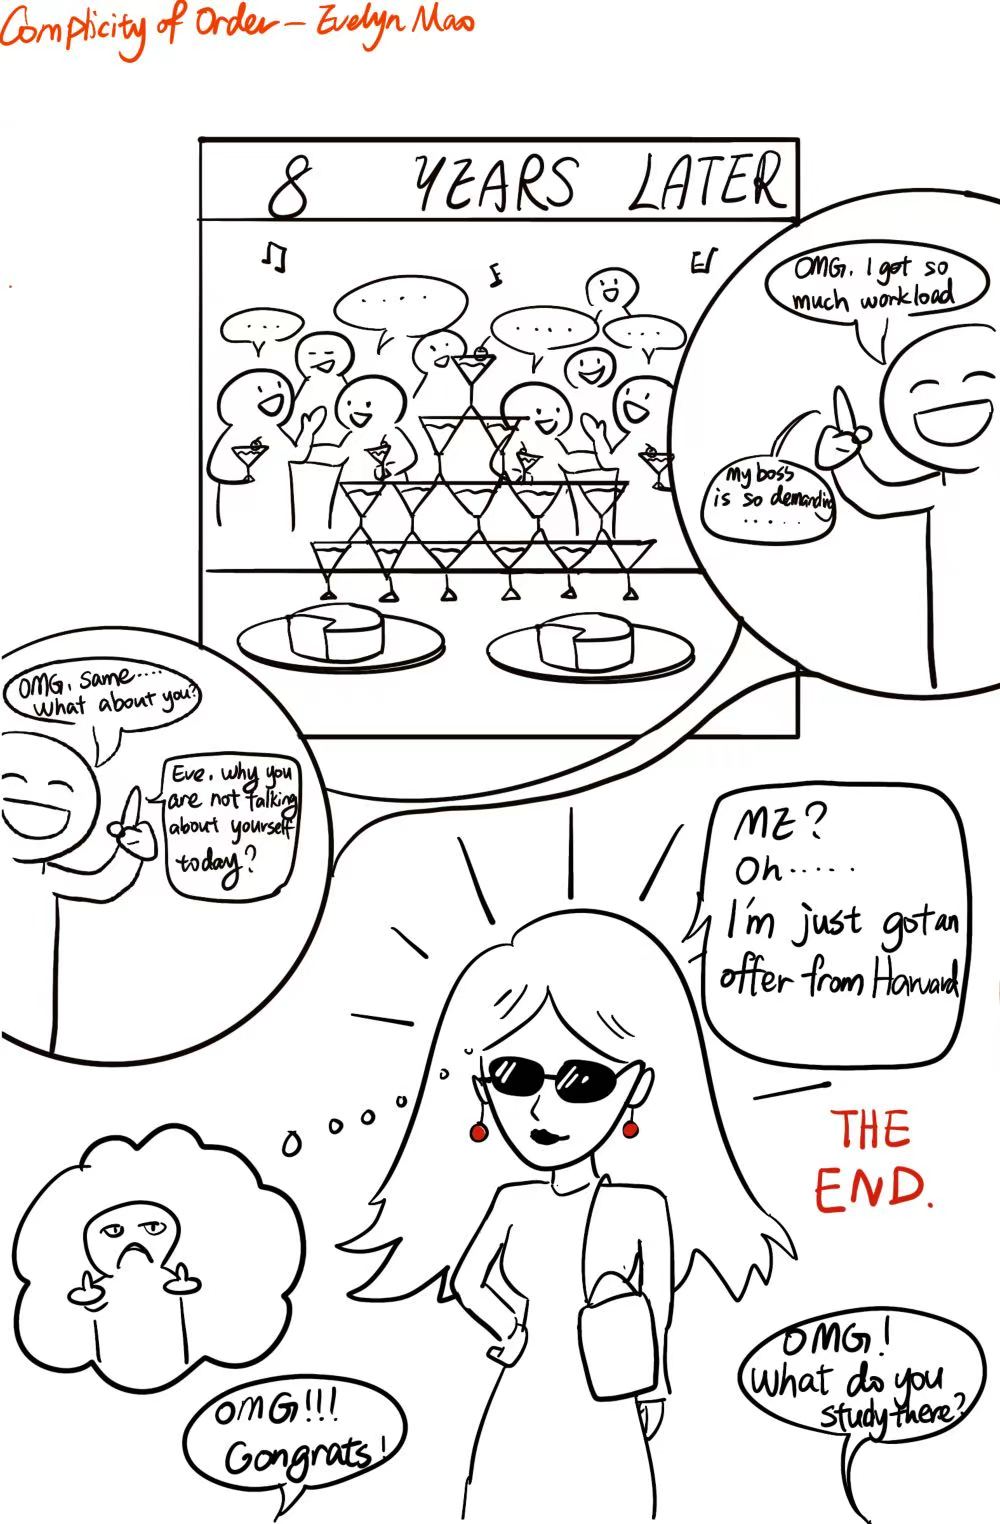 Complicity of Order — Evelyn Mao
8 YEARS LATER
....
.....
.....
....
OMG. I got so
much workload
my boss
is so demanding
......
OMG, same....
What about you?
Eve. why you
are not talking
about yourself
today?
ME?
Oh......
I'm just got an
offer from Harvard
THE
END.
OMG!!!
Gongrats!
OMG!
What do you
study there?